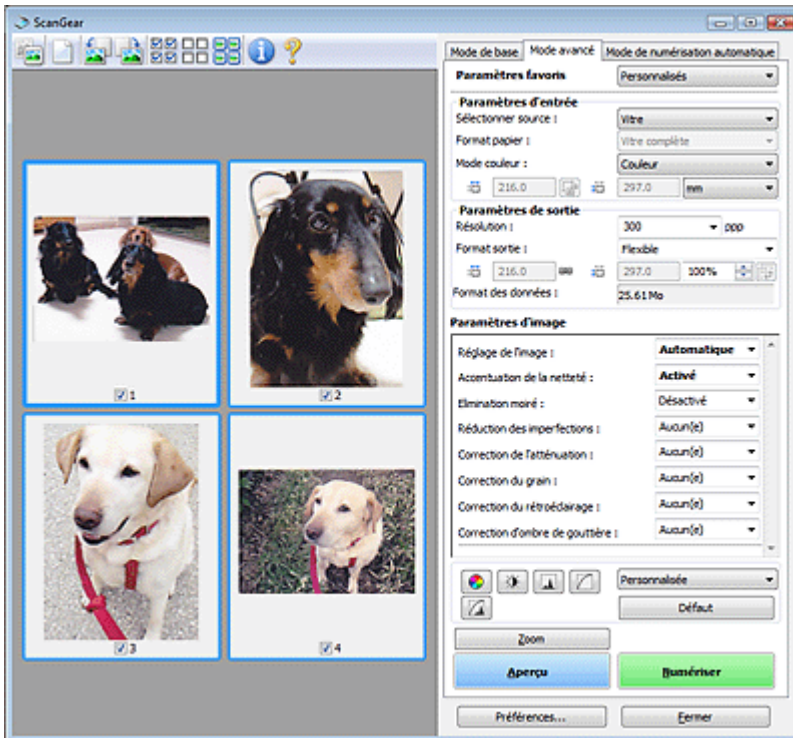 ScanGear
Mode de base Mode avancé Mode de numérisation automatique
Paramètres favoris Personnalisés
Paramètres d'entrée
Sélectionner source : Vitre
Format papier : Vitre complète
Mode couleur : Couleur
216.0 297.0 mm
Paramètres de sortie
Résolution : 300 ppp
Format sortie : Flexible
216.0 297.0 100%
Format des données : 25.61 Mo
Paramètres d'image
Réglage de l'image : Automatique
Accentuation de la netteté : Activé
Elimination moiré : Désactivé
Réduction des imperfections : Aucun(e)
Correction de l'atténuation : Aucun(e)
Correction du grain : Aucun(e)
Correction du rétroéclairage : Aucun(e)
Correction d'ombre de gouttière : Aucun(e)
1 2
3 4
Personnalisée
Défaut
Zoom
Aperçu Numériser
Préférences... Fermer